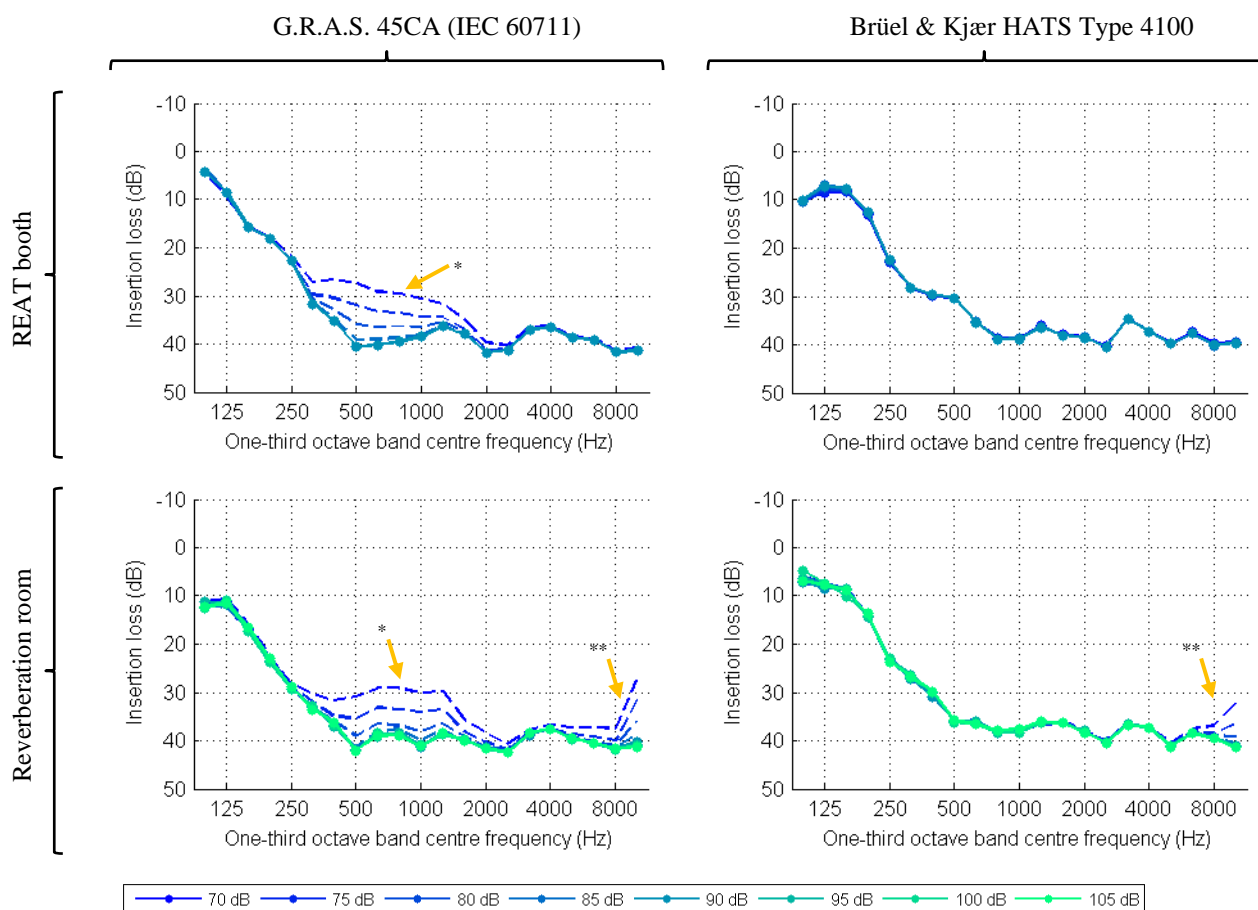 G.R.A.S. 45CA (IEC 60711)
Brüel & Kjær HATS Type 4100
REAT booth
-10
0
10
20
30
40
50
Insertion loss (dB)
*
125 250 500 1000 2000 4000 8000
One-third octave band centre frequency (Hz)
-10
0
10
20
30
40
50
Insertion loss (dB)
125 250 500 1000 2000 4000 8000
One-third octave band centre frequency (Hz)
Reverberation room
-10
0
10
20
30
40
50
Insertion loss (dB)
*
**
125 250 500 1000 2000 4000 8000
One-third octave band centre frequency (Hz)
-10
0
10
20
30
40
50
Insertion loss (dB)
**
125 250 500 1000 2000 4000 8000
One-third octave band centre frequency (Hz)
70 dB 75 dB 80 dB 85 dB 90 dB 95 dB 100 dB 105 dB